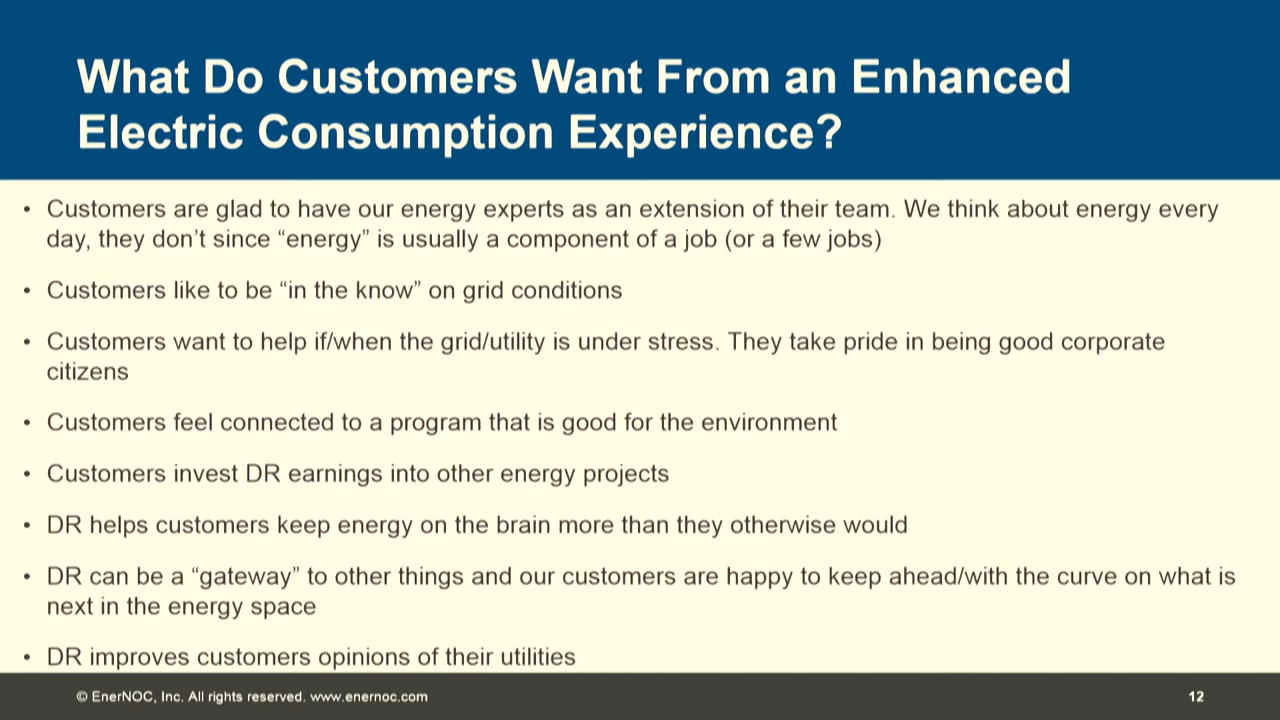 What Do Customers Want From an Enhanced
Electric Consumption Experience?
• Customers are glad to have our energy experts as an extension of their team. We think about energy every
day, they don’t since “energy” is usually a component of a job (or a few jobs)
• Customers like to be “in the know” on grid conditions
• Customers want to help if/when the grid/utility is under stress. They take pride in being good corporate
citizens
• Customers feel connected to a program that is good for the environment
• Customers invest DR earnings into other energy projects
• DR helps customers keep energy on the brain more than they otherwise would
• DR can be a “gateway” to other things and our customers are happy to keep ahead/with the curve on what is
next in the energy space
• DR improves customers opinions of their utilities
© EnerNOC, Inc. All rights reserved. www.enernoc.com
12